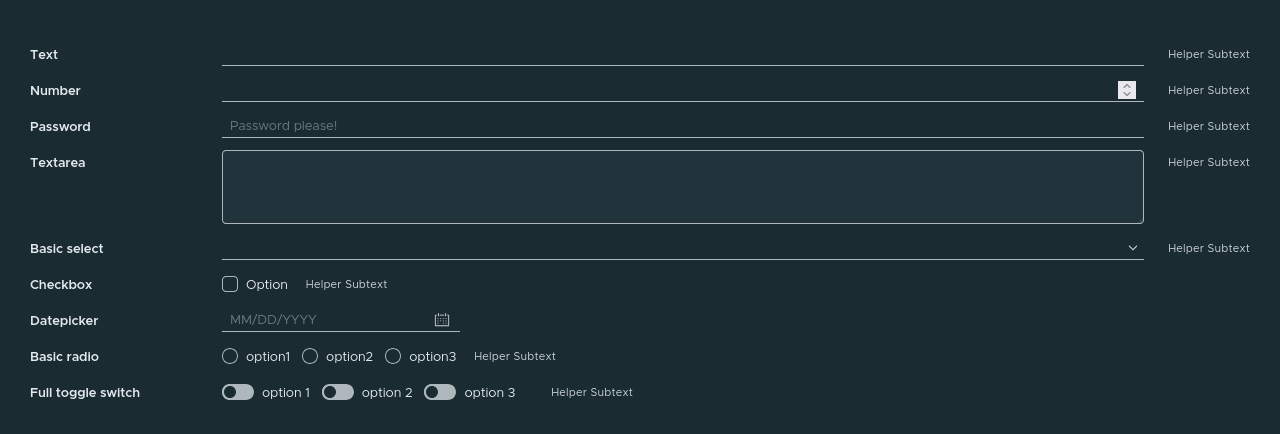 Text Helper Subtext
Number Helper Subtext
Password Password please! Helper Subtext
Textarea Helper Subtext
Basic select Helper Subtext
Checkbox Option Helper Subtext
Datepicker MM/DD/YYYY
Basic radio option1 option2 option3 Helper Subtext
Full toggle switch option 1 option 2 option 3 Helper Subtext